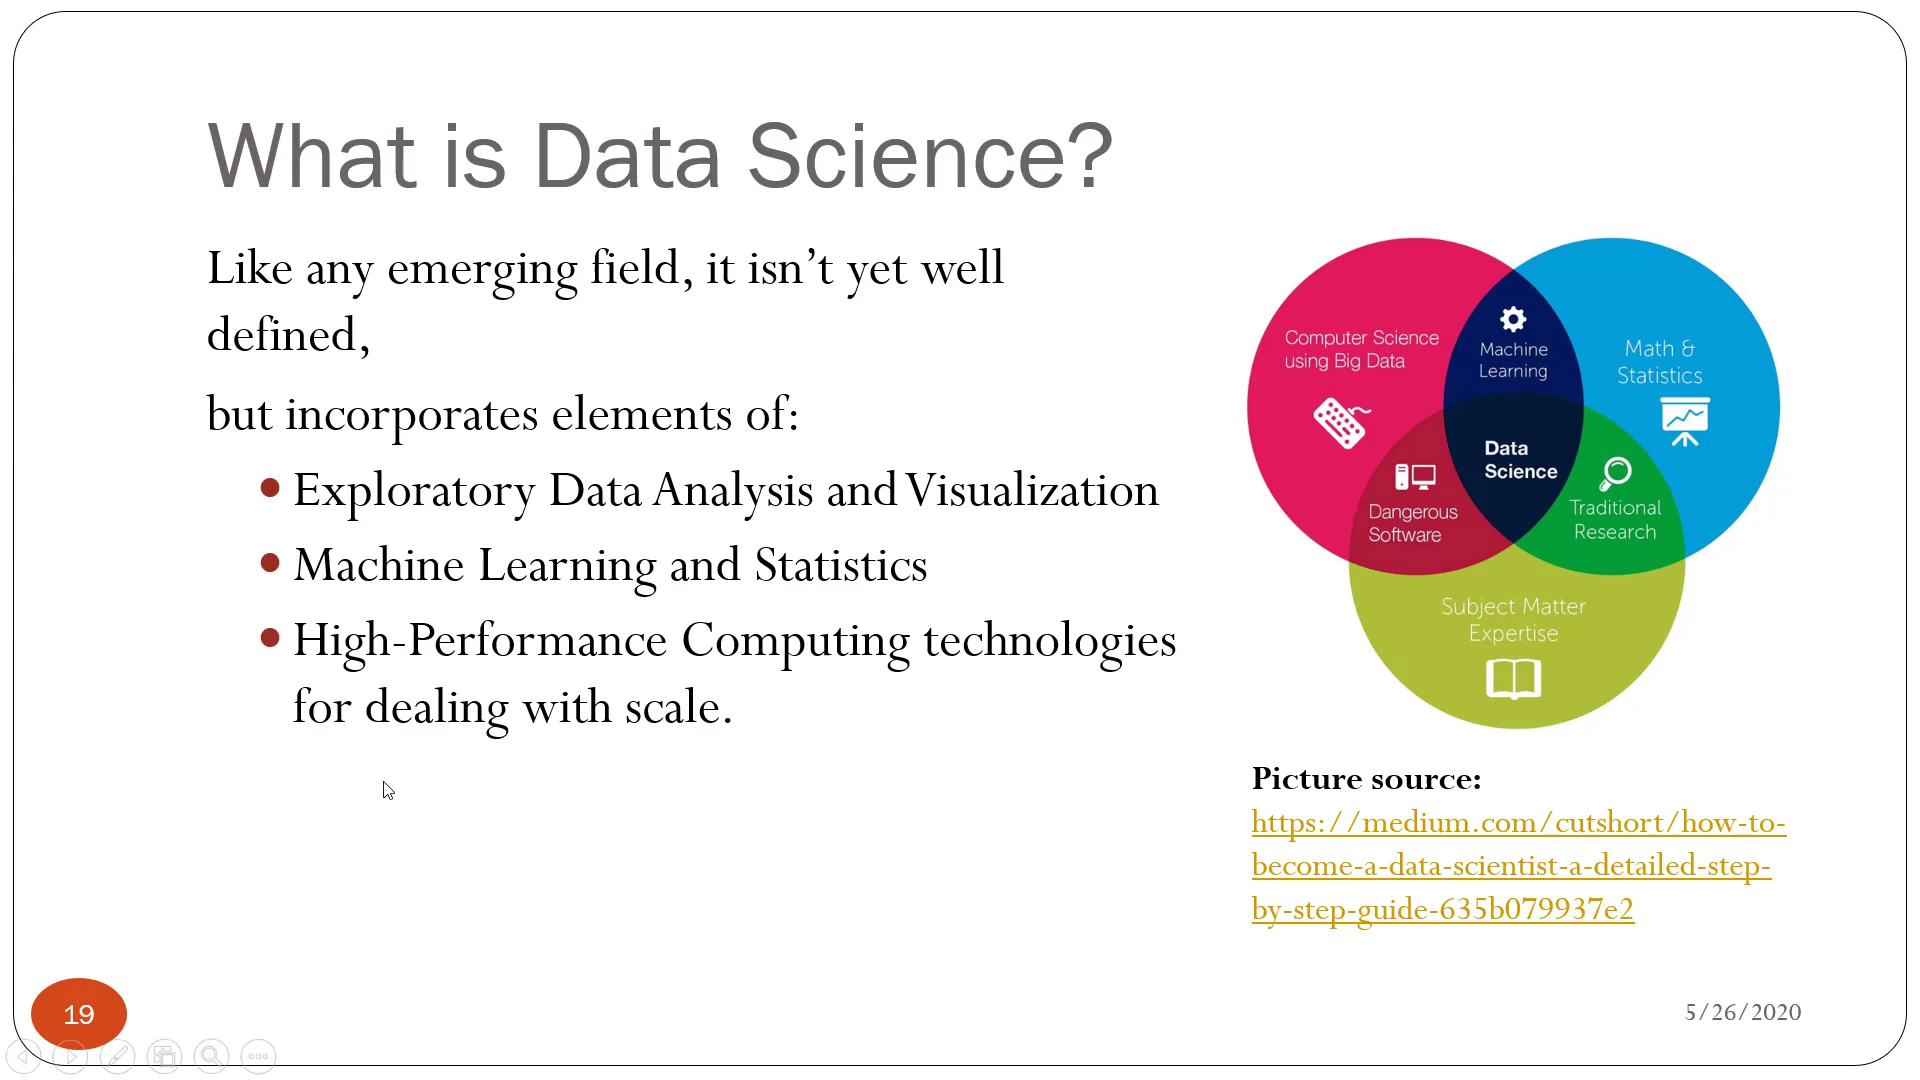 What is Data Science?
Like any emerging field, it isn’t yet well
defined,
but incorporates elements of:
Exploratory Data Analysis and Visualization
Machine Learning and Statistics
High-Performance Computing technologies
for dealing with scale.
Computer Science
using Big Data
Machine
Learning
Math &
Statistics
Data
Science
Dangerous
Software
Traditional
Research
Subject Matter
Expertise
Picture source:
https://medium.com/cutshort/how-to-
become-a-data-scientist-a-detailed-step-
by-step-guide-635b079937e2
19
5/26/2020